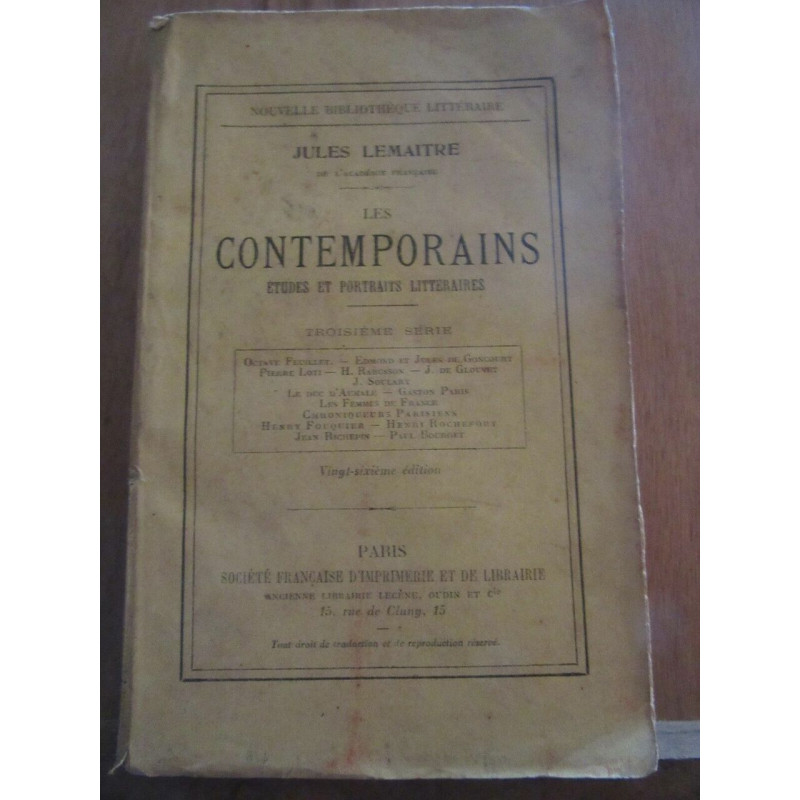 NOUVELLE BIBLIOTHÈQUE LITTÉRAIRE
JULES LEMAITRE
DE L'ACADÉMIE FRANÇAISE
LES
CONTEMPORAINS
ÉTUDES ET PORTRAITS LITTÉRAIRES
TROISIÈME SÉRIE
OCTAVE FEUILLET. — EDMOND ET JULES DE GONCOURT
PIERRE LOTI — H. RABUSSON — J. DE GLOUVET
J. SOULARY
LE DUC D'AUMALE — GASTON PARIS
LES FEMMES DE FRANCE
CHRONIQUEURS PARISIENS
HENRY FOUQUIER — HENRI ROCHEFORT
JEAN RICHEPIN — PAUL BOURGET
Vingt-sixième édition
PARIS
SOCIÉTÉ FRANÇAISE D'IMPRIMERIE ET DE LIBRAIRIE
ANCIENNE LIBRAIRIE LECÈNE, OUDIN ET Cie
15, rue de Cluny, 15
Tout droit de traduction et de reproduction réservé.